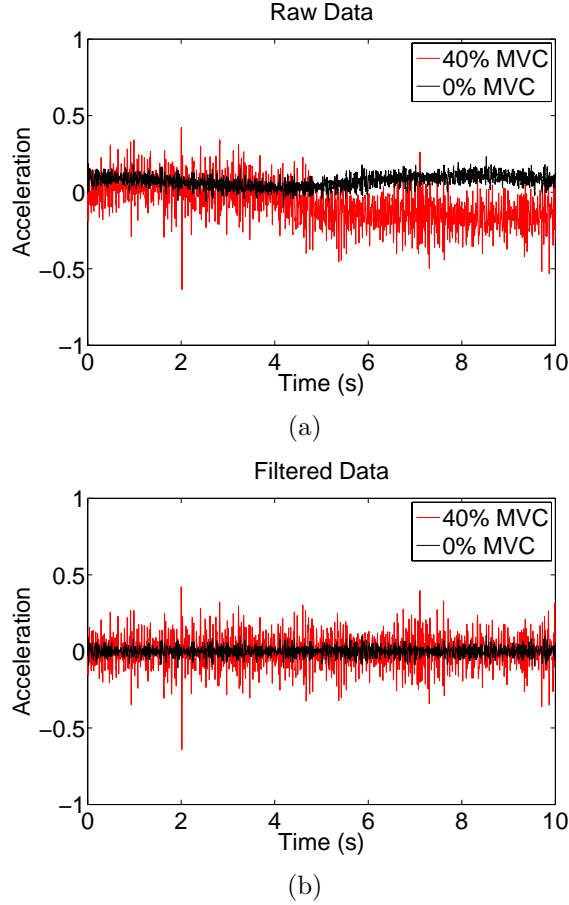 Raw Data
1
0.5
0
−0.5
−1
Acceleration
40% MVC
0% MVC
0 2 4 6 8 10
Time (s)
(a)
Filtered Data
1
0.5
0
−0.5
−1
Acceleration
40% MVC
0% MVC
0 2 4 6 8 10
Time (s)
(b)